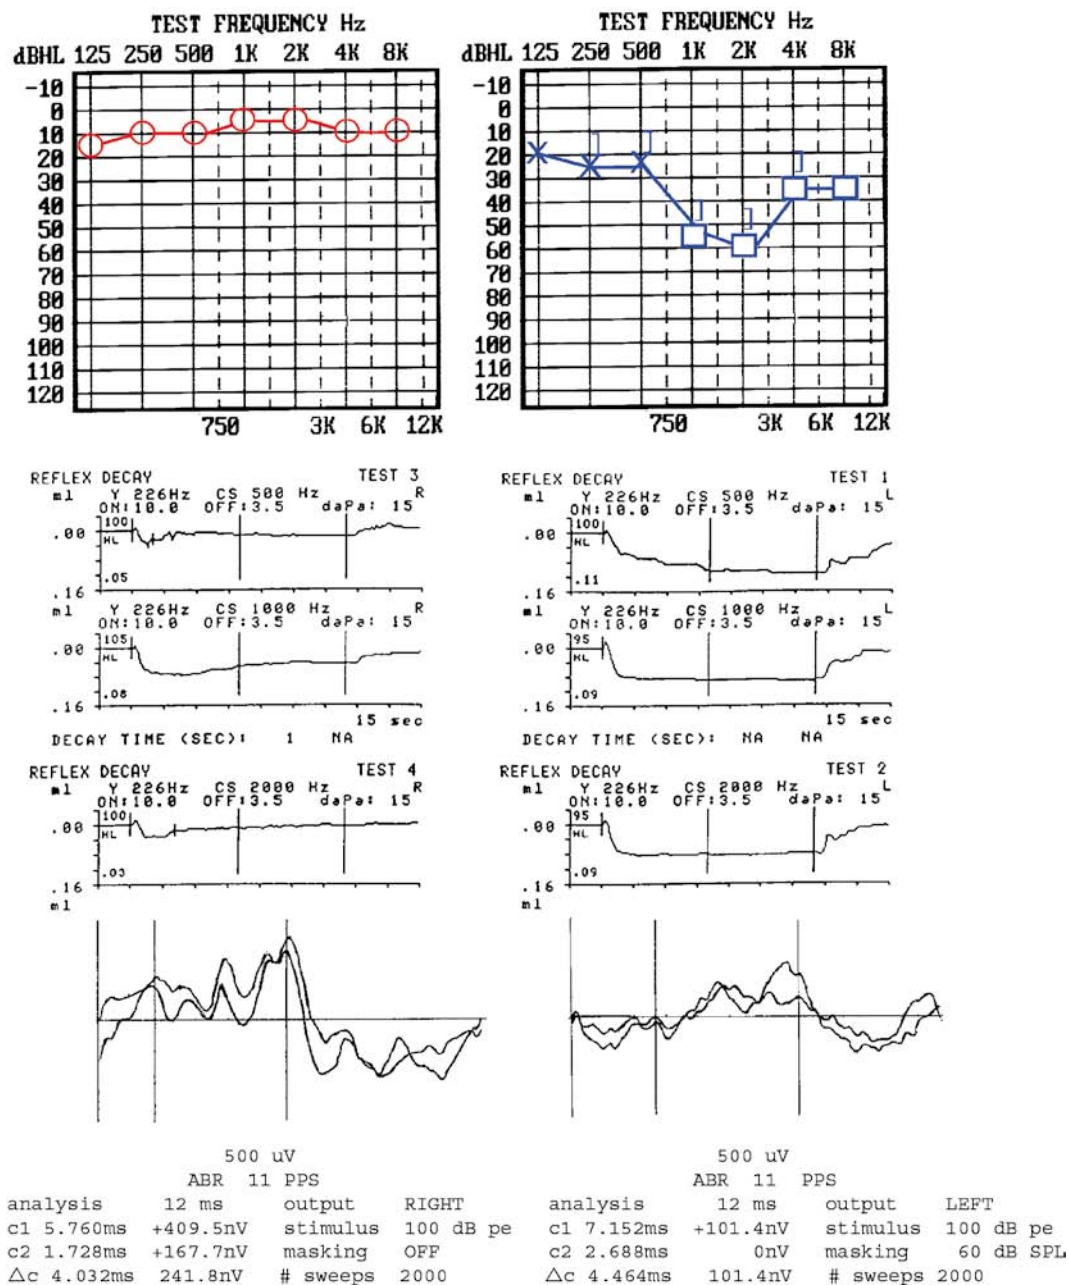 TEST FREQUENCY Hz
dBHL 125 250 500 1K 2K 4K 8K
-10
0
10
20
30
40
50
60
70
80
90
100
110
120
750 3K 6K 12K
TEST FREQUENCY Hz
dBHL 125 250 500 1K 2K 4K 8K
-10
0
10
20
30
40
50
60
70
80
90
100
110
120
750 3K 6K 12K
REFLEX DECAY TEST 3
ml Y 226Hz CS 500 Hz R
ON:10.0 OFF:3.5 daPa: 15
100
.00 HL
.05
.16
ml Y 226Hz CS 1000 Hz R
ON:10.0 OFF:3.5 daPa: 15
105
.00 HL
.08
.16
15 sec
DECAY TIME (SEC): 1 NA
REFLEX DECAY TEST 4
ml Y 226Hz CS 2000 Hz R
ON:10.0 OFF:3.5 daPa: 15
100
.00 HL
.03
.16
ml
REFLEX DECAY TEST 1
ml Y 226Hz CS 500 Hz L
ON:10.0 OFF:3.5 daPa: 15
100
.00 HL
.11
.16
ml Y 226Hz CS 1000 Hz L
ON:10.0 OFF:3.5 daPa: 15
95
.00 HL
.09
.16
15 sec
DECAY TIME (SEC): NA NA
REFLEX DECAY TEST 2
ml Y 226Hz CS 2000 Hz L
ON:10.0 OFF:3.5 daPa: 15
95
.00 HL
.09
.16
ml
500 uV
ABR 11 PPS
analysis 12 ms output RIGHT
c1 5.760ms +409.5nV stimulus 100 dB pe
c2 1.728ms +167.7nV masking OFF
△c 4.032ms 241.8nV # sweeps 2000
500 uV
ABR 11 PPS
analysis 12 ms output LEFT
c1 7.152ms +101.4nV stimulus 100 dB pe
c2 2.688ms 0nV masking 60 dB SPL
△c 4.464ms 101.4nV # sweeps 2000